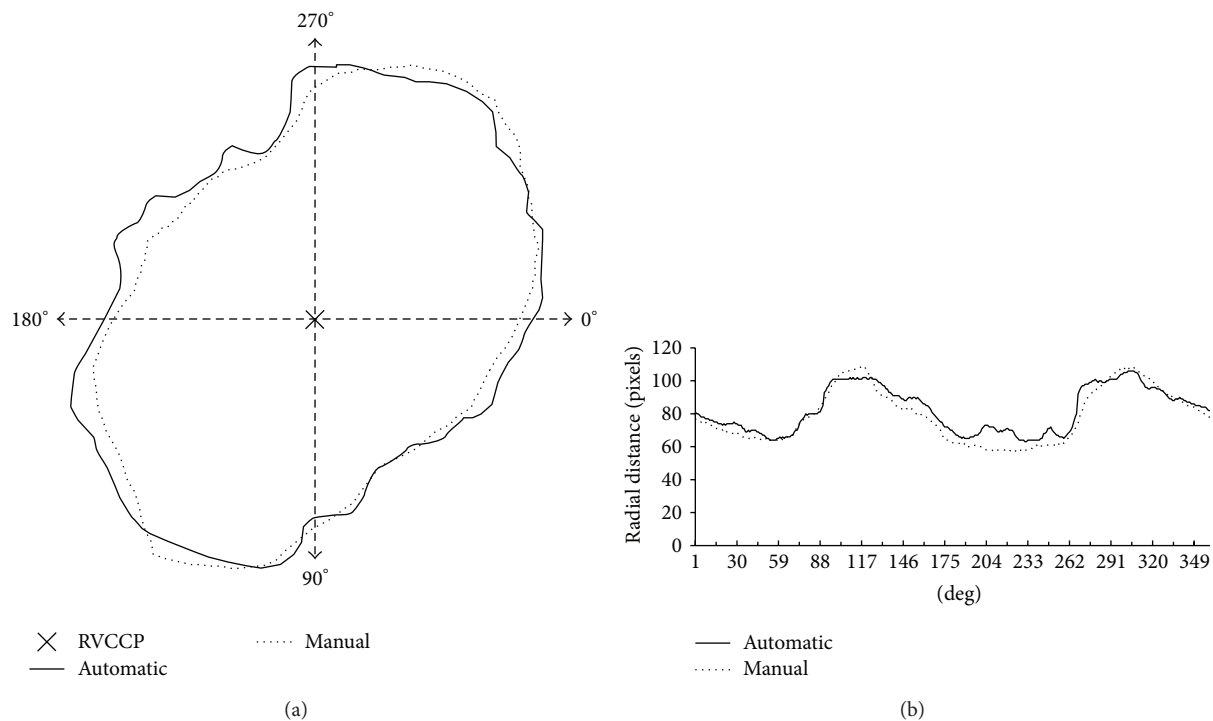 270°
180°
0°
90°
RVCCP
Manual
Automatic
(a)
Radial distance (pixels)
120
100
80
60
40
20
0
1 30 59 88 117 146 175 204 233 262 291 320 349
(deg)
Automatic
Manual
(b)